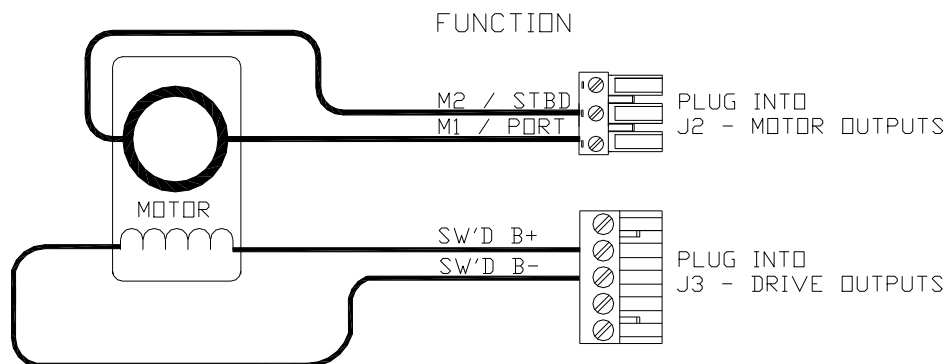 FUNCTION
M2 / STBD
M1 / PORT
PLUG INTO
J2 - MOTOR OUTPUTS
MOTOR
SW'D B+
SW'D B-
PLUG INTO
J3 - DRIVE OUTPUTS